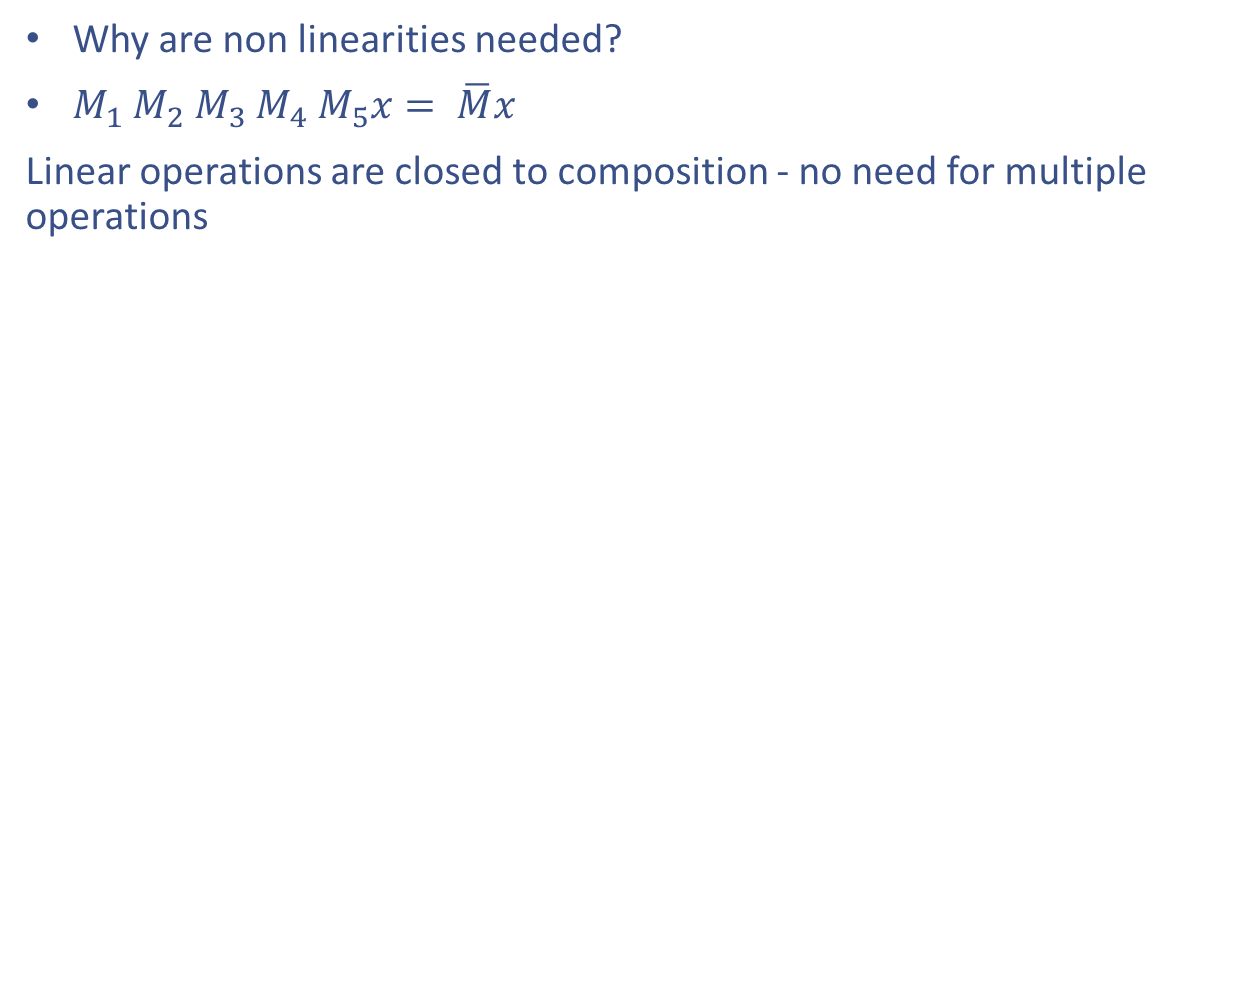 • Why are non linearities needed?
• M₁ M₂ M₃ M₄ M₅x = M̅x
Linear operations are closed to composition - no need for multiple
operations